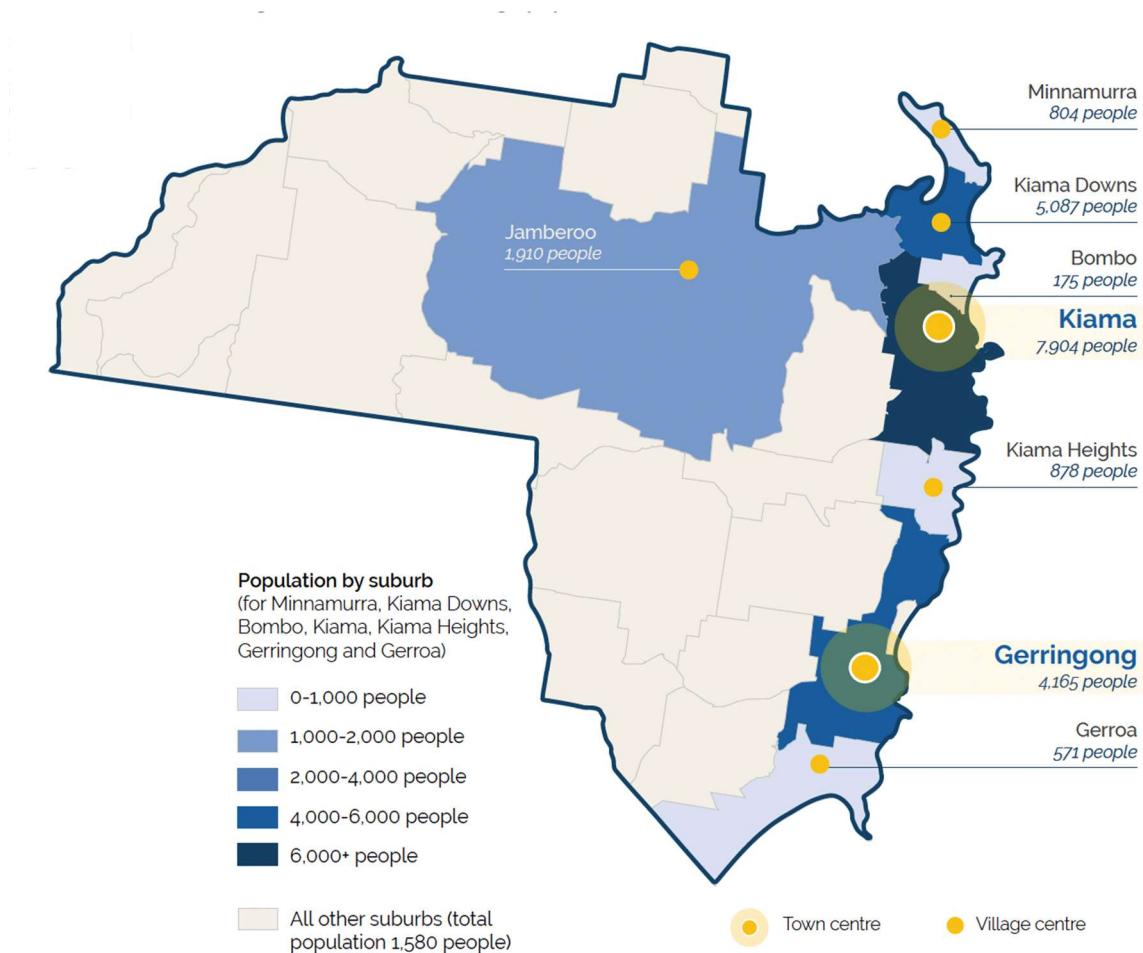 Minnamurra
804 people
Kiama Downs
5,087 people
Jamberoo
1,910 people
Bombo
175 people
Kiama
7,904 people
Kiama Heights
878 people
Gerringong
4,165 people
Gerroa
571 people
Population by suburb
(for Minnamurra, Kiama Downs,
Bombo, Kiama, Kiama Heights,
Gerringong and Gerroa)
0-1,000 people
1,000-2,000 people
2,000-4,000 people
4,000-6,000 people
6,000+ people
All other suburbs (total
population 1,580 people)
Town centre
Village centre